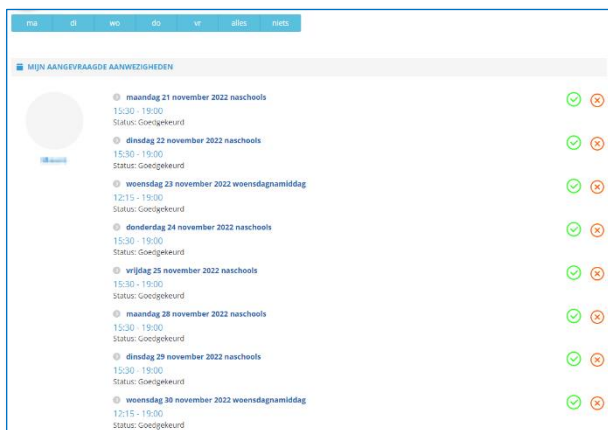 ma di wo do vr alles niets
MIJN AANGEVRAAGDE AANWEZIGHEDEN
maandag 21 november 2022 naschools
15:30 - 19:00
Status: Goedgekeurd
dinsdag 22 november 2022 naschools
15:30 - 19:00
Status: Goedgekeurd
woensdag 23 november 2022 woensdagnamiddag
12:15 - 19:00
Status: Goedgekeurd
donderdag 24 november 2022 naschools
15:30 - 19:00
Status: Goedgekeurd
vrijdag 25 november 2022 naschools
15:30 - 19:00
Status: Goedgekeurd
maandag 28 november 2022 naschools
15:30 - 19:00
Status: Goedgekeurd
dinsdag 29 november 2022 naschools
15:30 - 19:00
Status: Goedgekeurd
woensdag 30 november 2022 woensdagnamiddag
12:15 - 19:00
Status: Goedgekeurd